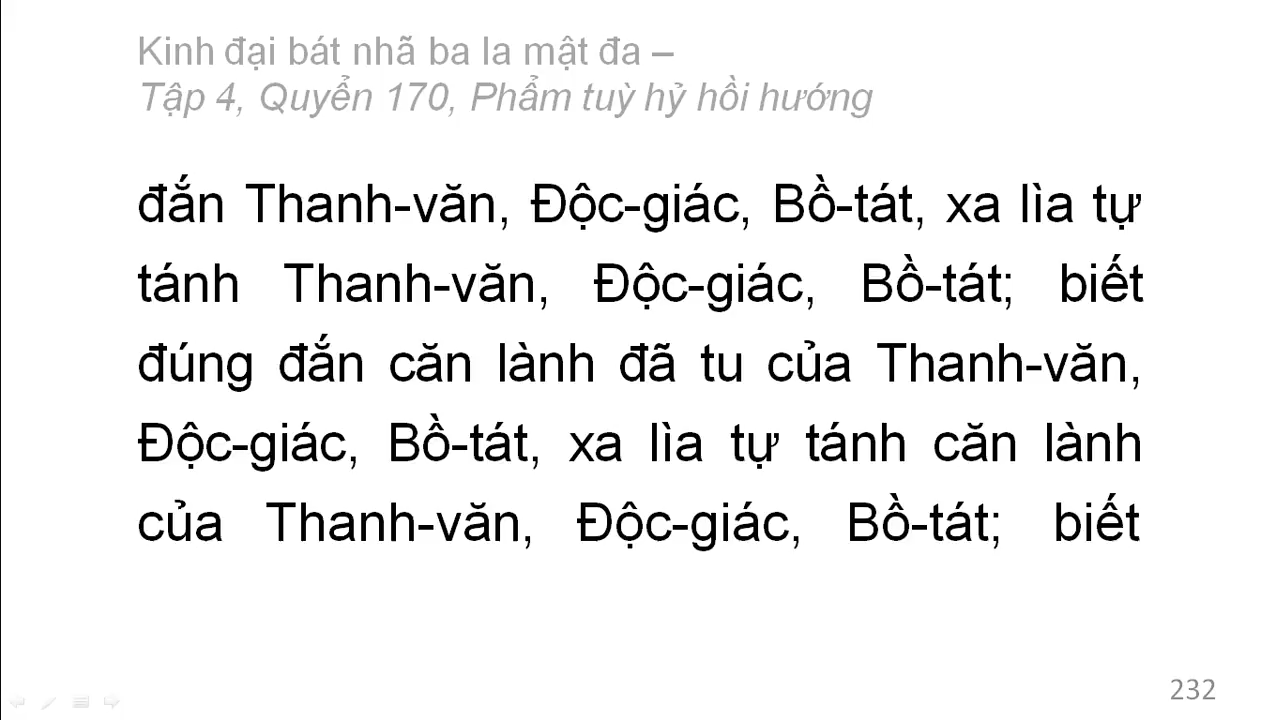 Kinh đại bát nhã ba la mật đa –
Tập 4, Quyển 170, Phẩm tuỳ hỷ hồi hướng
đắn Thanh-văn, Độc-giác, Bồ-tát, xa lìa tự
tánh Thanh-văn, Độc-giác, Bồ-tát; biết
đúng đắn căn lành đã tu của Thanh-văn,
Độc-giác, Bồ-tát, xa lìa tự tánh căn lành
của Thanh-văn, Độc-giác, Bồ-tát; biết
232